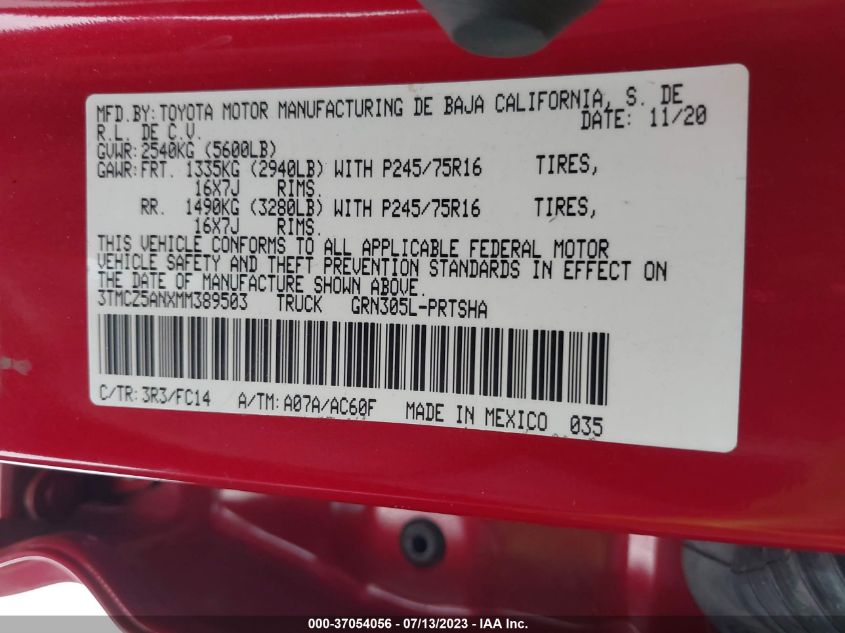 MFD.BY: TOYOTA MOTOR MANUFACTURING DE BAJA CALIFORNIA, S. DE
R.L. DE C.V. DATE: 11/20
GVWR: 2540KG (5600LB)
GAWR: FRT. 1335KG (2940LB) WITH P245/75R16 TIRES,
16X7J RIMS.
RR. 1490KG (3280LB) WITH P245/75R16 TIRES,
16X7J RIMS.
THIS VEHICLE CONFORMS TO ALL APPLICABLE FEDERAL MOTOR
VEHICLE SAFETY AND THEFT PREVENTION STANDARDS IN EFFECT ON
THE DATE OF MANUFACTURE SHOWN ABOVE.
3TMCZ5ANXMM389503 TRUCK GRN305L-PRTSHA
C/TR: 3R3/FC14 A/TM: A07A/AC60F MADE IN MEXICO 035
000-37054056 - 07/13/2023 - IAA Inc.